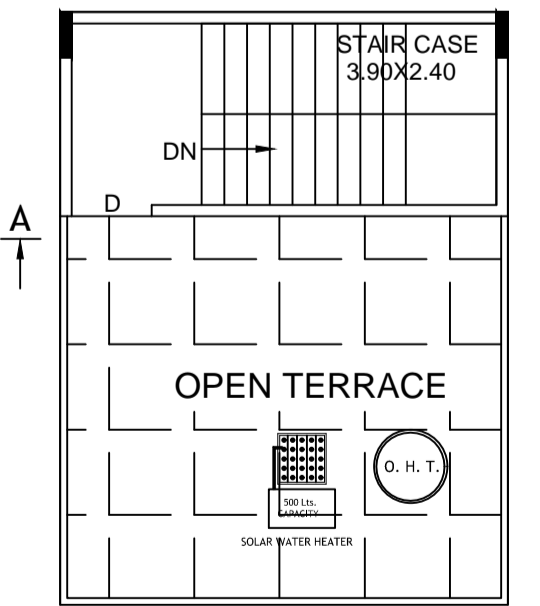 STAIR CASE
3.90X2.40
DN
D
A
OPEN TERRACE
O. H. T.
500 Lts.
CAPACITY
SOLAR WATER HEATER